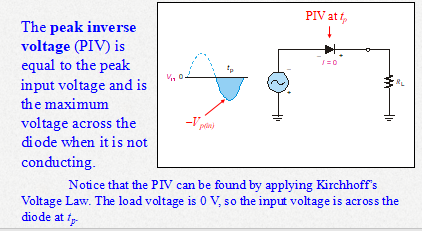 The peak inverse
voltage (PIV) is
equal to the peak
input voltage and is
the maximum
voltage across the
diode when it is not
conducting.
PIV at tp
Vin 0
tp
–Vp(in)
– +
I = 0
–
+
RL
Notice that the PIV can be found by applying Kirchhoff's
Voltage Law. The load voltage is 0 V, so the input voltage is across the
diode at tp.